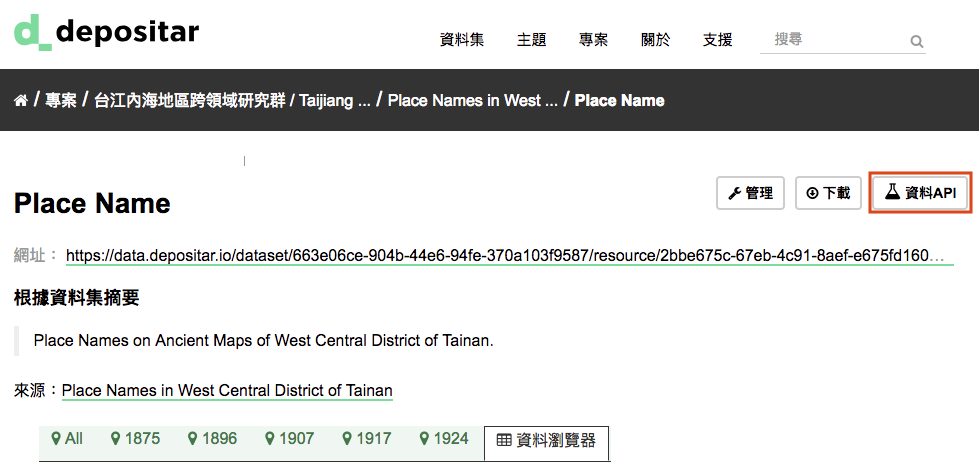 d_depositar
資料集 主題 專案 關於 支援 搜尋
/ 專案 / 台江內海地區跨領域研究群 / Taijiang ... / Place Names in West ... / Place Name
管理 下載 資料API
Place Name
網址： https://data.depositar.io/dataset/663e06ce-904b-44e6-94fe-370a103f9587/resource/2bbe675c-67eb-4c91-8aef-e675fd160...
根據資料集摘要
Place Names on Ancient Maps of West Central District of Tainan.
來源：Place Names in West Central District of Tainan
All 1875 1896 1907 1917 1924 資料瀏覽器